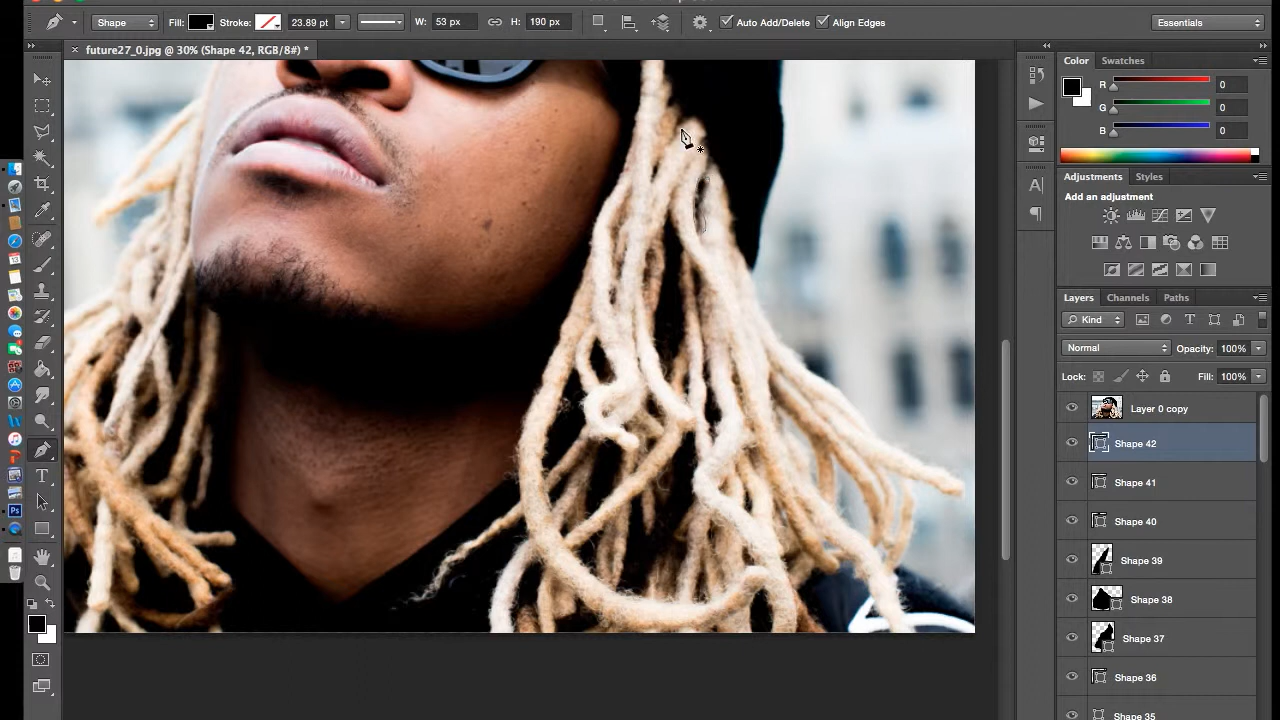 Shape Fill: Stroke: 23.89 pt W: 53 px H: 190 px Auto Add/Delete Align Edges Essentials
future27_0.jpg @ 30% (Shape 42, RGB/8#) *
Color Swatches
R 0
G 0
B 0
Adjustments Styles
Add an adjustment
Layers Channels Paths
Kind
Normal Opacity: 100%
Lock: Fill: 100%
Layer 0 copy
Shape 42
Shape 41
Shape 40
Shape 39
Shape 38
Shape 37
Shape 36
Shape 35